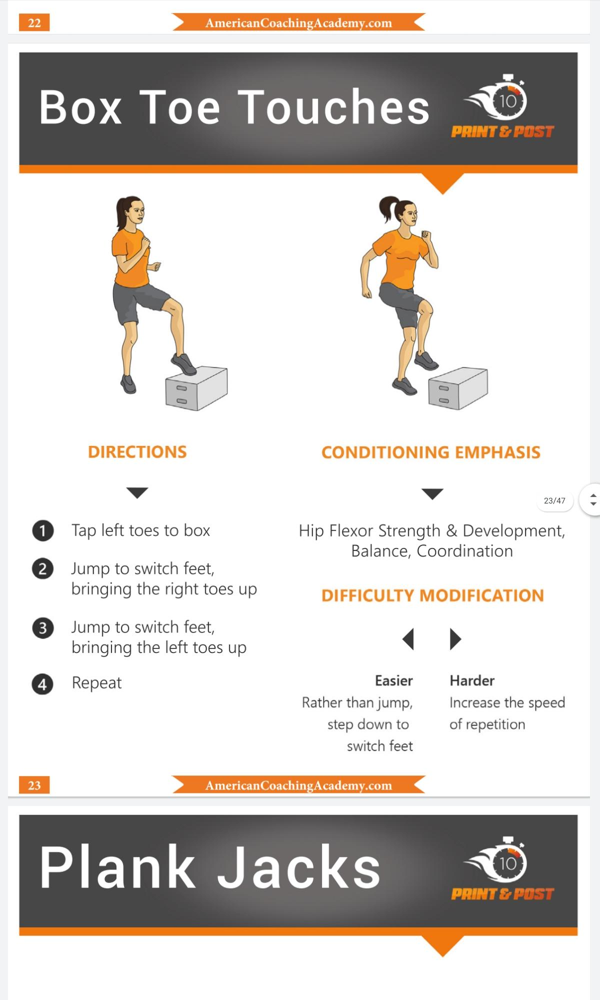 22
AmericanCoachingAcademy.com
Box Toe Touches
10
PRINT & POST
DIRECTIONS
1 Tap left toes to box
2 Jump to switch feet,
bringing the right toes up
3 Jump to switch feet,
bringing the left toes up
4 Repeat
CONDITIONING EMPHASIS
23/47
Hip Flexor Strength & Development,
Balance, Coordination
DIFFICULTY MODIFICATION
Easier
Rather than jump,
step down to
switch feet
Harder
Increase the speed
of repetition
23
AmericanCoachingAcademy.com
Plank Jacks
10
PRINT & POST